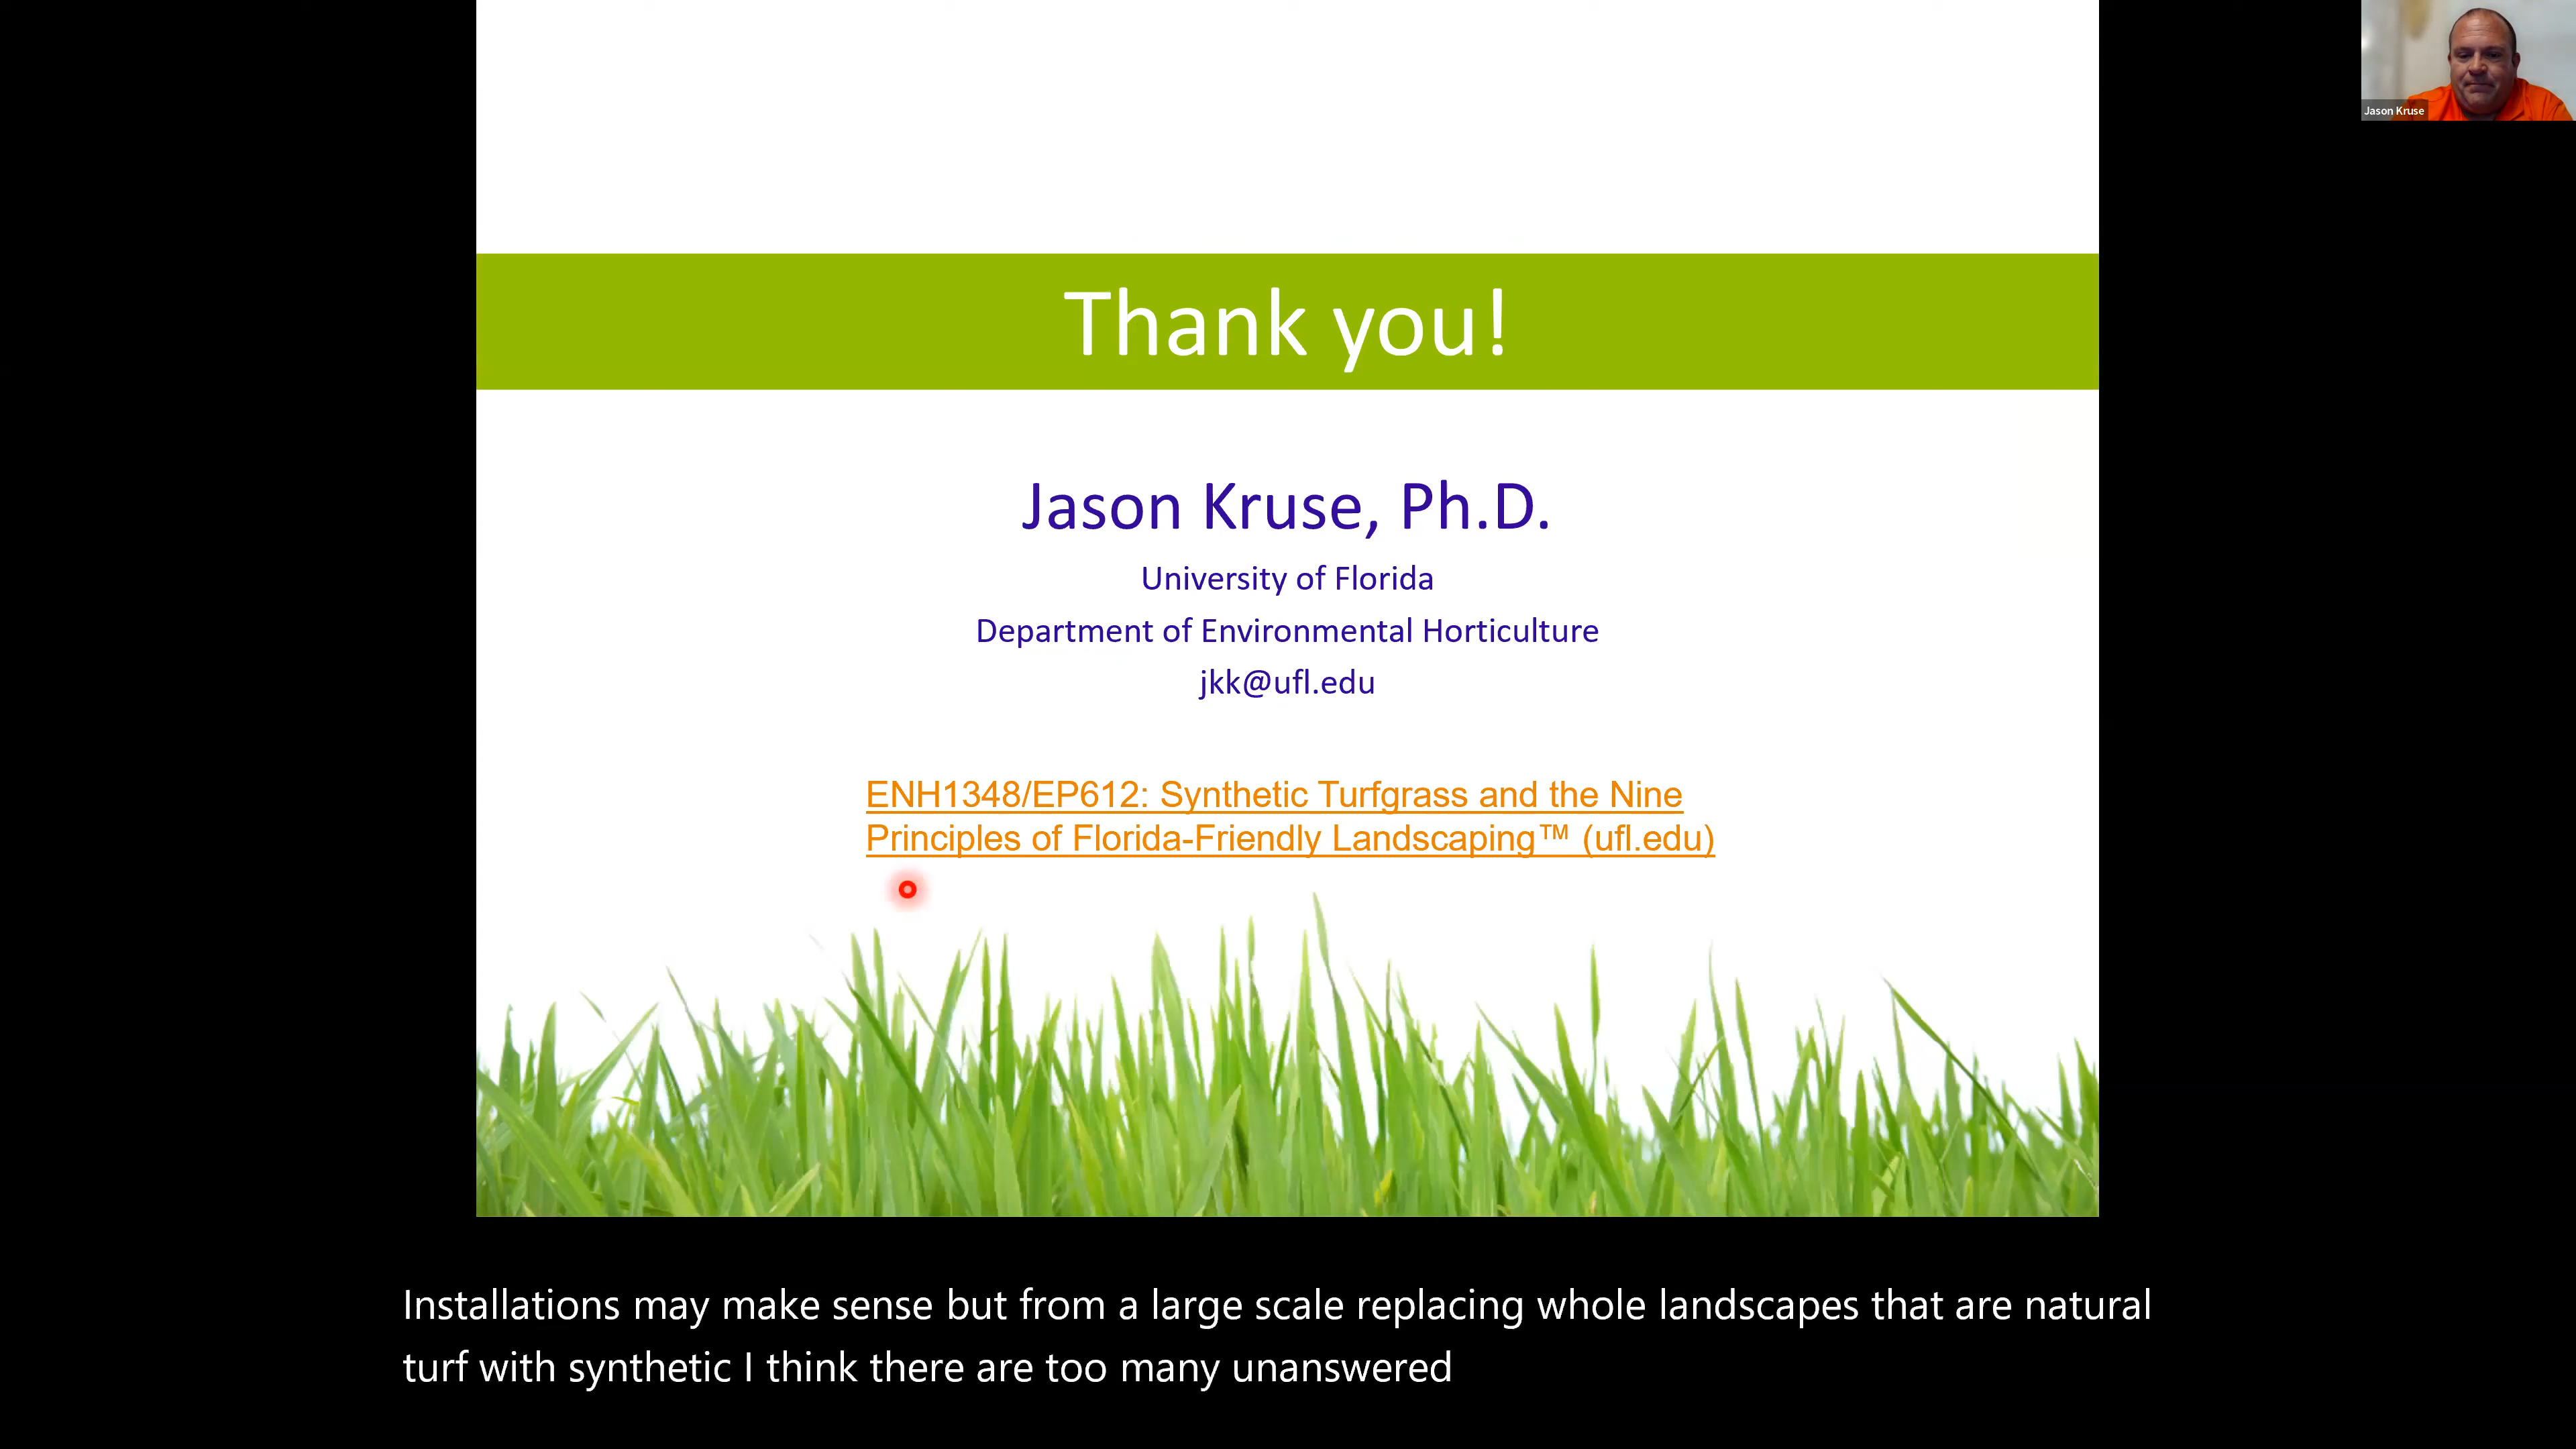 Jason Kruse
Thank you!
Jason Kruse, Ph.D.
University of Florida
Department of Environmental Horticulture
jkk@ufl.edu
ENH1348/EP612: Synthetic Turfgrass and the Nine
Principles of Florida-Friendly Landscaping™ (ufl.edu)
Installations may make sense but from a large scale replacing whole landscapes that are natural
turf with synthetic I think there are too many unanswered